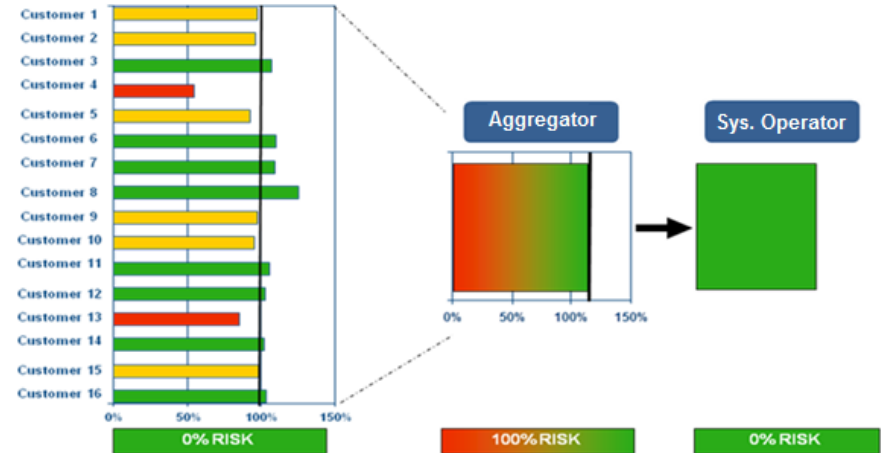 Customer 1
Customer 2
Customer 3
Customer 4
Customer 5
Customer 6
Customer 7
Customer 8
Customer 9
Customer 10
Customer 11
Customer 12
Customer 13
Customer 14
Customer 15
Customer 16
0% 50% 100% 150%
0% RISK
Aggregator
0% 50% 100% 150%
100% RISK
Sys. Operator
0% RISK